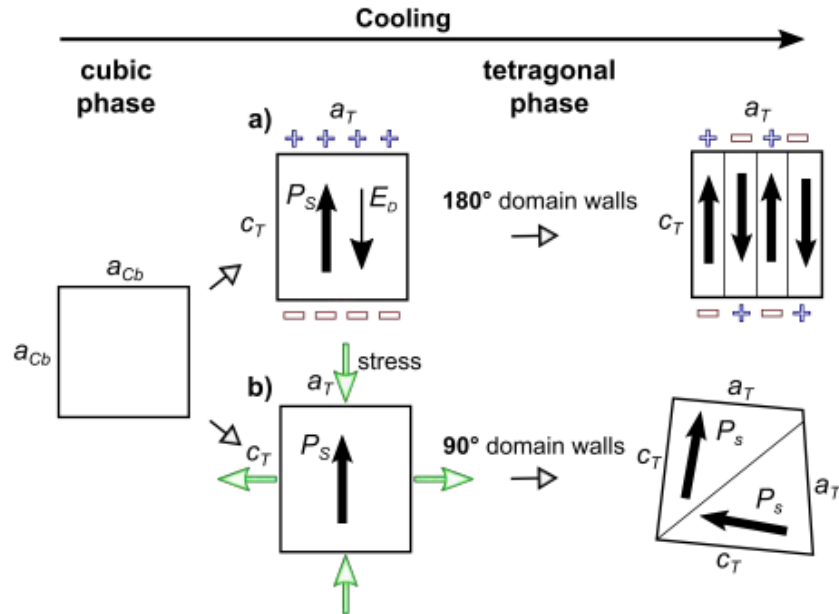 Cooling
cubic
phase
tetragonal
phase
a)
a_T
+ + + +
P_S
E_p
c_T
− − − −
180° domain walls
a_T
+ − + −
c_T
− + − +
a_Cb
a_Cb
stress
b)
a_T
c_T
P_S
90° domain walls
a_T
P_s
c_T
a_T
P_s
c_T